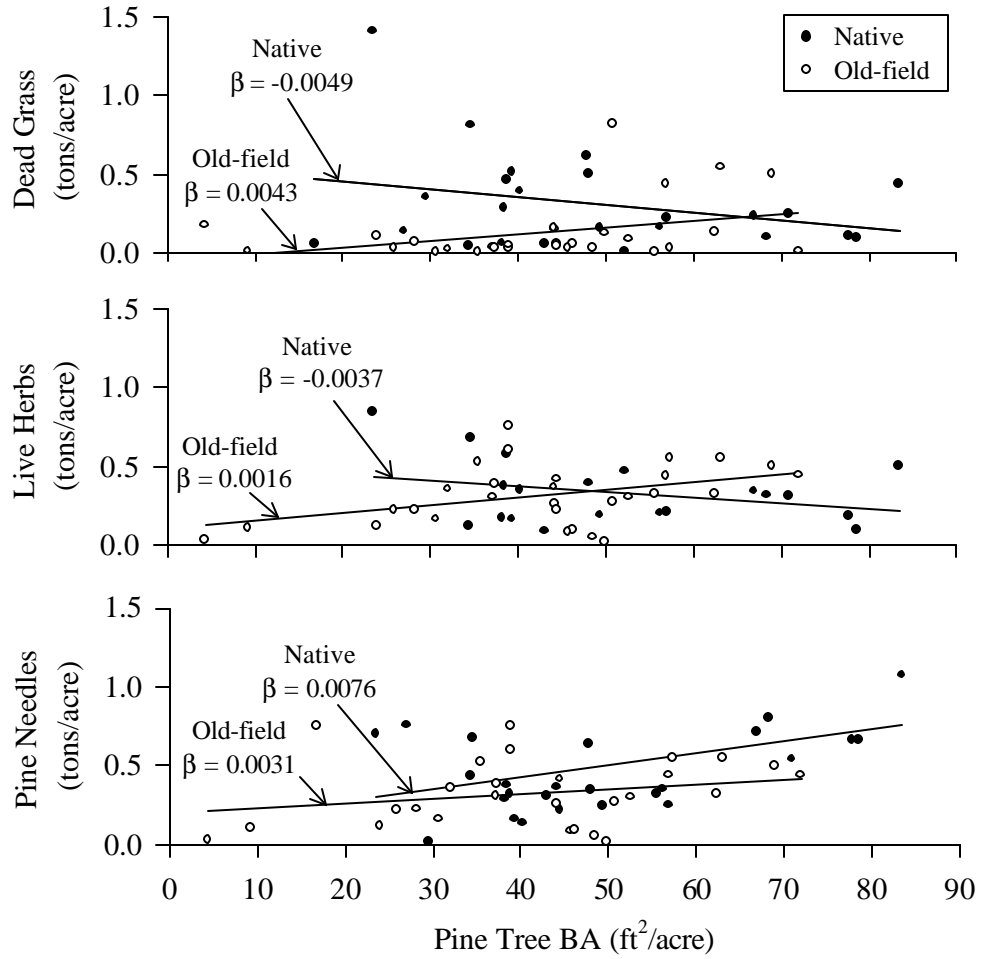 Dead Grass
(tons/acre)
1.5
1.0
0.5
0.0
Native
β = -0.0049
Old-field
β = 0.0043
Native
Old-field
Live Herbs
(tons/acre)
1.5
1.0
0.5
0.0
Native
β = -0.0037
Old-field
β = 0.0016
Pine Needles
(tons/acre)
1.5
1.0
0.5
0.0
Native
β = 0.0076
Old-field
β = 0.0031
0 10 20 30 40 50 60 70 80 90
Pine Tree BA (ft²/acre)